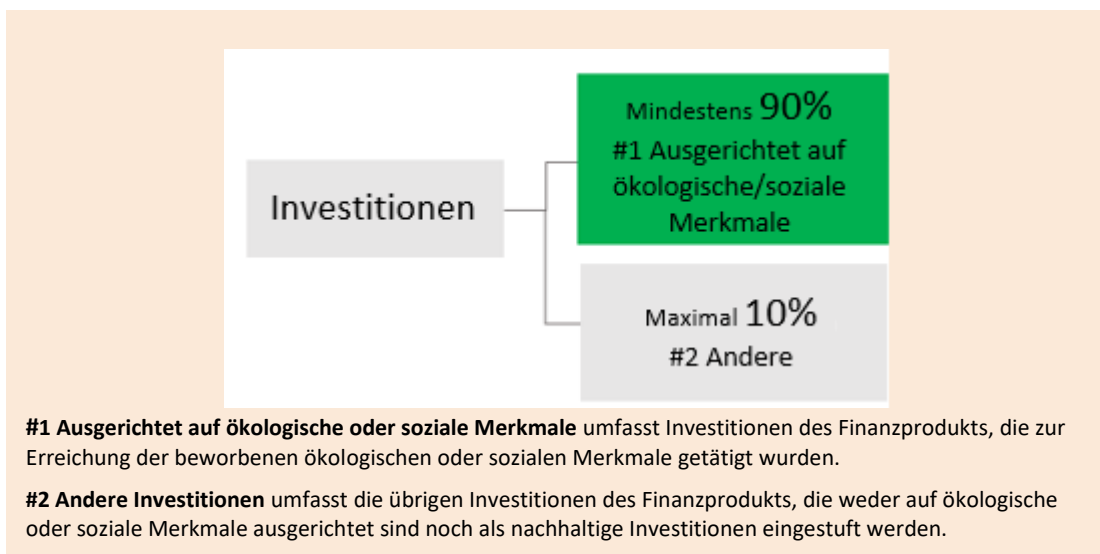 Investitionen
Mindestens 90%
#1 Ausgerichtet auf
ökologische/soziale
Merkmale
Maximal 10%
#2 Andere
#1 Ausgerichtet auf ökologische oder soziale Merkmale umfasst Investitionen des Finanzprodukts, die zur
Erreichung der beworbenen ökologischen oder sozialen Merkmale getätigt wurden.
#2 Andere Investitionen umfasst die übrigen Investitionen des Finanzprodukts, die weder auf ökologische
oder soziale Merkmale ausgerichtet sind noch als nachhaltige Investitionen eingestuft werden.